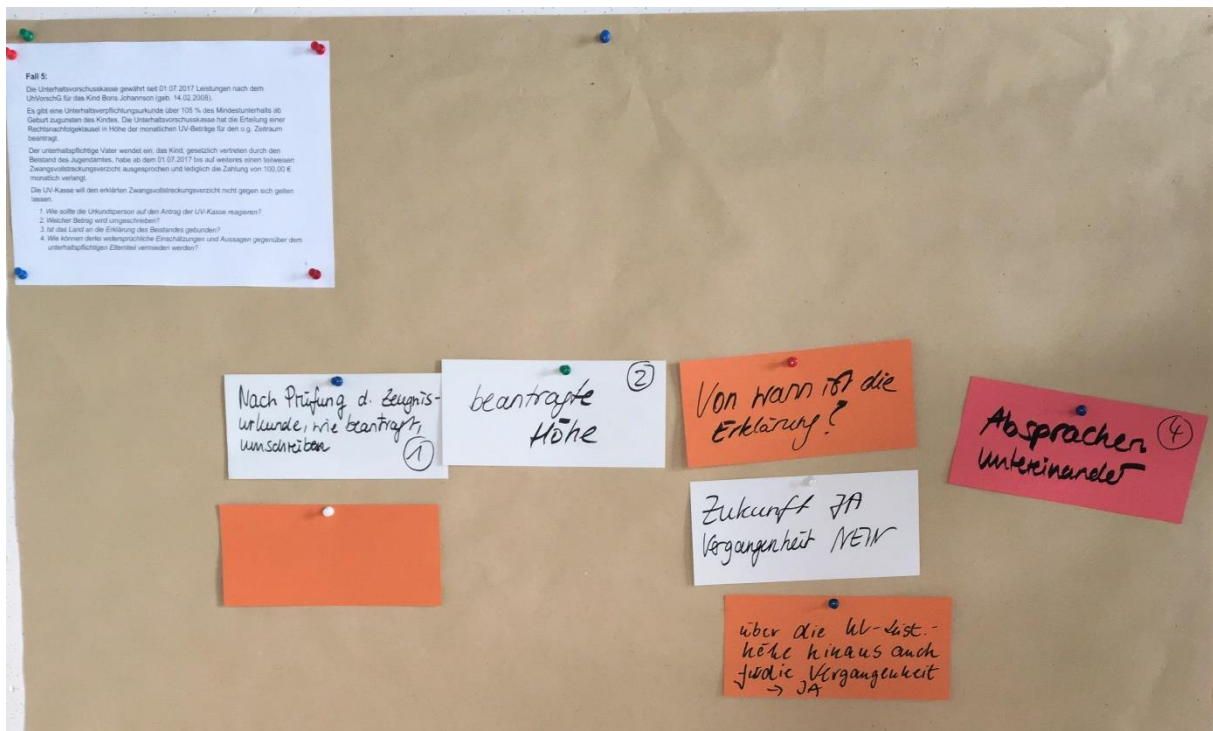 Fall 5:
Die Unterhaltsvorschusskasse gewährt seit 01.07.2017 Leistungen nach dem
UhVorschG für das Kind Boris Johannson (geb. 14.02.2008).
Es gibt eine Unterhaltsverpflichtungsurkunde über 105 % des Mindestunterhalts ab
Geburt zugunsten des Kindes. Die Unterhaltsvorschusskasse hat die Erteilung einer
Rechtsnachfolgeklausel in Höhe der monatlichen UV-Beträge für den o.g. Zeitraum
beantragt.
Der unterhaltspflichtige Vater wendet ein, das Kind, gesetzlich vertreten durch den
Beistand des Jugendamtes, habe ab dem 01.07.2017 bis auf weiteres einen teilweisen
Zwangsvollstreckungsverzicht ausgesprochen und lediglich die Zahlung von 100,00 €
monatlich verlangt.
Die UV-Kasse will den erklärten Zwangsvollstreckungsverzicht nicht gegen sich gelten
lassen.
1. Wie sollte die Urkundsperson auf den Antrag der UV-Kasse reagieren?
2. Welcher Betrag wird umgeschrieben?
3. Ist das Land an die Erklärung des Beistandes gebunden?
4. Wie können derlei widersprüchliche Einschätzungen und Aussagen gegenüber dem
unterhaltspflichtigen Elternteil vermieden werden?
Nach Prüfung d. Zeugnis-
urkunde, wie beantragt,
umschreiben
1
beantragte
Höhe
2
Von wann ist die
Erklärung?
Zukunft JA
Vergangenheit NEIN
über die UV-Leist.-
höhe hinaus auch
für die Vergangenheit
→ JA
Absprachen
untereinander
4